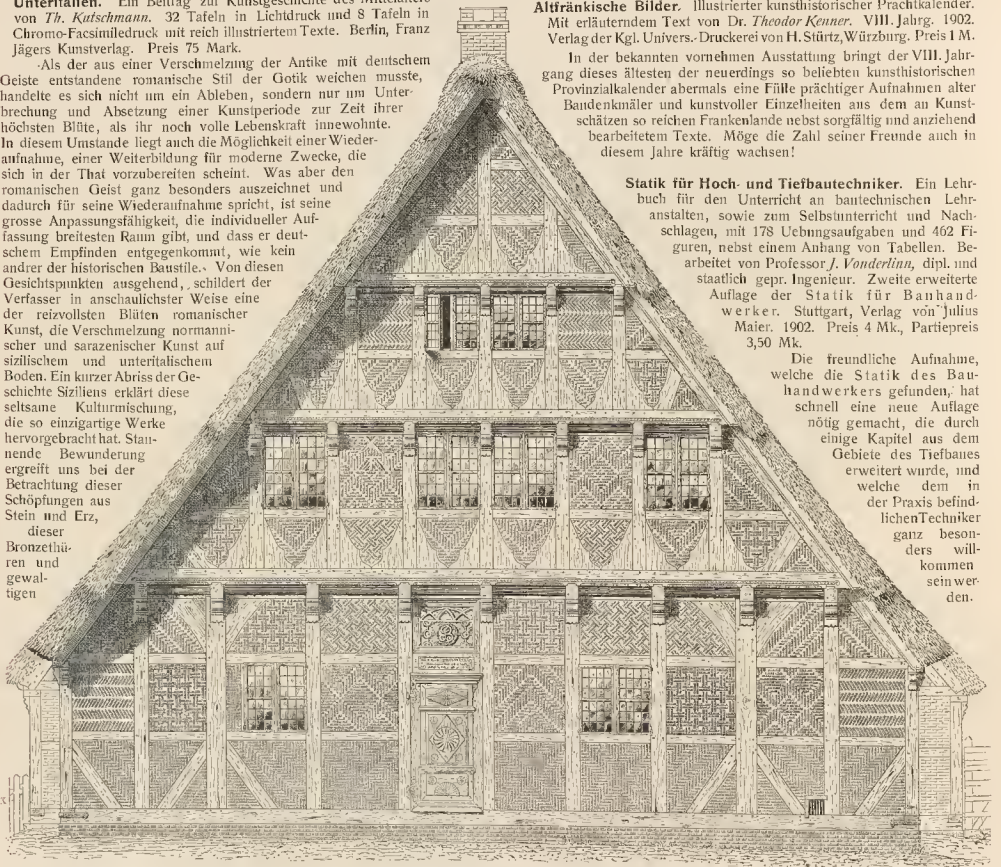 Unteritalien. Ein Beitrag zur Kunstgeschichte des Mittelalters
von Th. Kutschmann. 32 Tafeln in Lichtdruck und 8 Tafeln in
Chromo-Facsimiledruck mit reich illustriertem Texte. Berlin, Franz
Jägers Kunstverlag. Preis 75 Mark.
Als der aus einer Verschmelzung der Antike mit deutschem
Geiste entstandene romanische Stil der Gotik weichen musste,
handelte es sich nicht um ein Ableben, sondern nur um Unter-
brechung und Absetzung einer Kunstperiode zur Zeit ihrer
höchsten Blüte, als ihr noch volle Lebenskraft innewohnte.
In diesem Umstande liegt auch die Möglichkeit einer Wieder-
aufnahme, einer Weiterbildung für moderne Zwecke, die
sich in der That vorzubereiten scheint. Was aber den
romanischen Geist ganz besonders auszeichnet und
dadurch für seine Wiederaufnahme spricht, ist seine
grosse Anpassungsfähigkeit, die individueller Auf-
fassung breitesten Raum gibt, und dass er deut-
schem Empfinden entgegenkommt, wie kein
andrer der historischen Baustile. Von diesen
Gesichtspunkten ausgehend, schildert der
Verfasser in anschaulichster Weise eine
der reizvollsten Blüten romanischer
Kunst, die Verschmelzung normanni-
scher und sarazenischer Kunst auf
sizilischem und unteritalischem
Boden. Ein kurzer Abriss der Ge-
schichte Siziliens erklärt diese
seltsame Kulturmischung,
die so einzigartige Werke
hervorgebracht hat. Stau-
nende Bewunderung
ergreift uns bei der
Betrachtung dieser
Schöpfungen aus
Stein und Erz,
dieser
Bronzethü-
ren und
gewal-
tigen
Altfränkische Bilder. Illustrierter kunsthistorischer Prachtkalender.
Mit erläuterndem Text von Dr. Theodor Kenner. VIII. Jahrg. 1902.
Verlag der Kgl. Univers.-Druckerei von H. Stürtz, Würzburg. Preis 1 M.
In der bekannten vornehmen Ausstattung bringt der VIII. Jahr-
gang dieses ältesten der neuerdings so beliebten kunsthistorischen
Provinzialkalender abermals eine Fülle prächtiger Aufnahmen alter
Baudenkmäler und kunstvoller Einzelheiten aus dem an Kunst-
schätzen so reichen Frankenlande nebst sorgfältig und anziehend
bearbeitetem Texte. Möge die Zahl seiner Freunde auch in
diesem Jahre kräftig wachsen!
Statik für Hoch- und Tiefbautechniker. Ein Lehr-
buch für den Unterricht an bautechnischen Lehr-
anstalten, sowie zum Selbstunterricht und Nach-
schlagen, mit 178 Uebungsaufgaben und 462 Fi-
guren, nebst einem Anhang von Tabellen. Be-
arbeitet von Professor J. Vonderlinn, dipl. und
staatlich gepr. Ingenieur. Zweite erweiterte
Auflage der Statik für Bauhand-
werker. Stuttgart, Verlag von Julius
Maier. 1902. Preis 4 Mk., Partiepreis
3,50 Mk.
Die freundliche Aufnahme,
welche die Statik des Bau-
handwerkers gefunden, hat
schnell eine neue Auflage
nötig gemacht, die durch
einige Kapitel aus dem
Gebiete des Tiefbaues
erweitert wurde, und
welche dem in
der Praxis befind-
lichen Techniker
ganz beson-
ders will-
kommen
sein wer-
den.